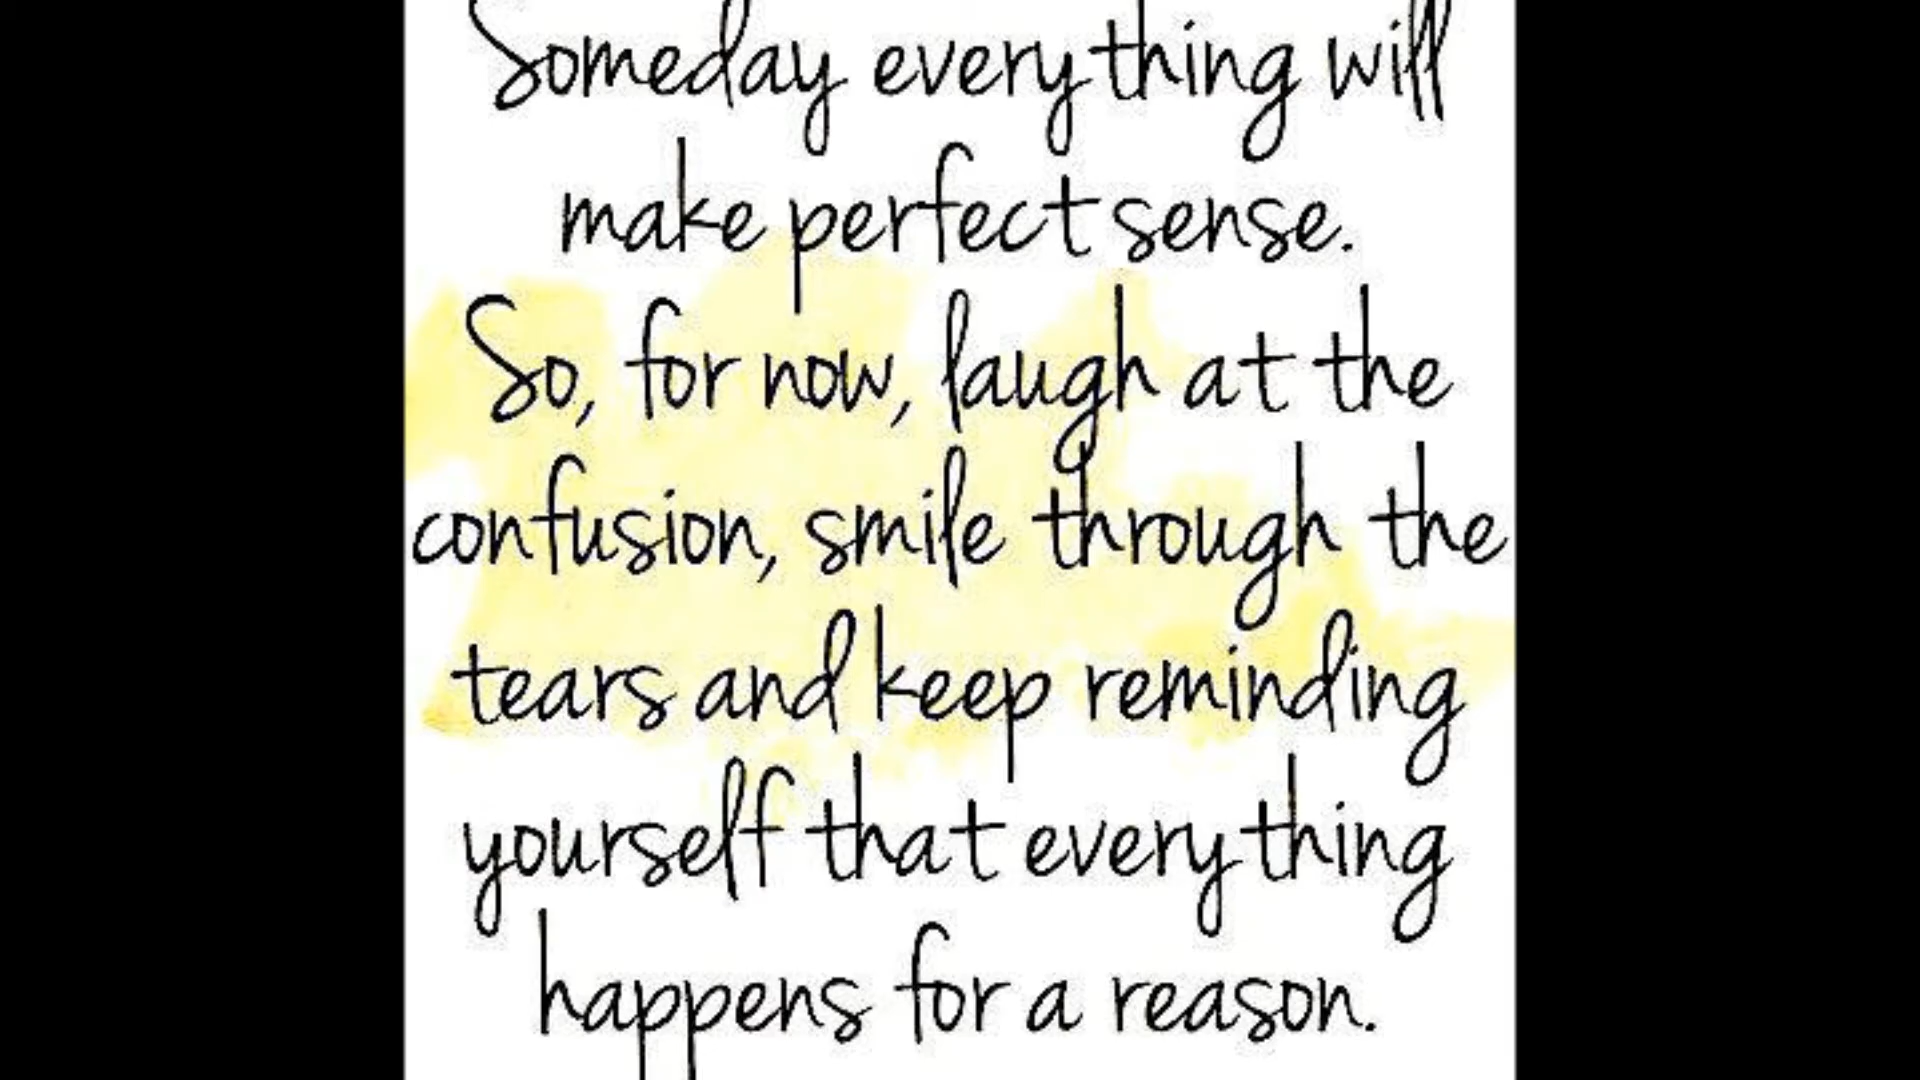 Someday everything will
make perfect sense.
So, for now, laugh at the
confusion, smile through the
tears and keep reminding
yourself that everything
happens for a reason.